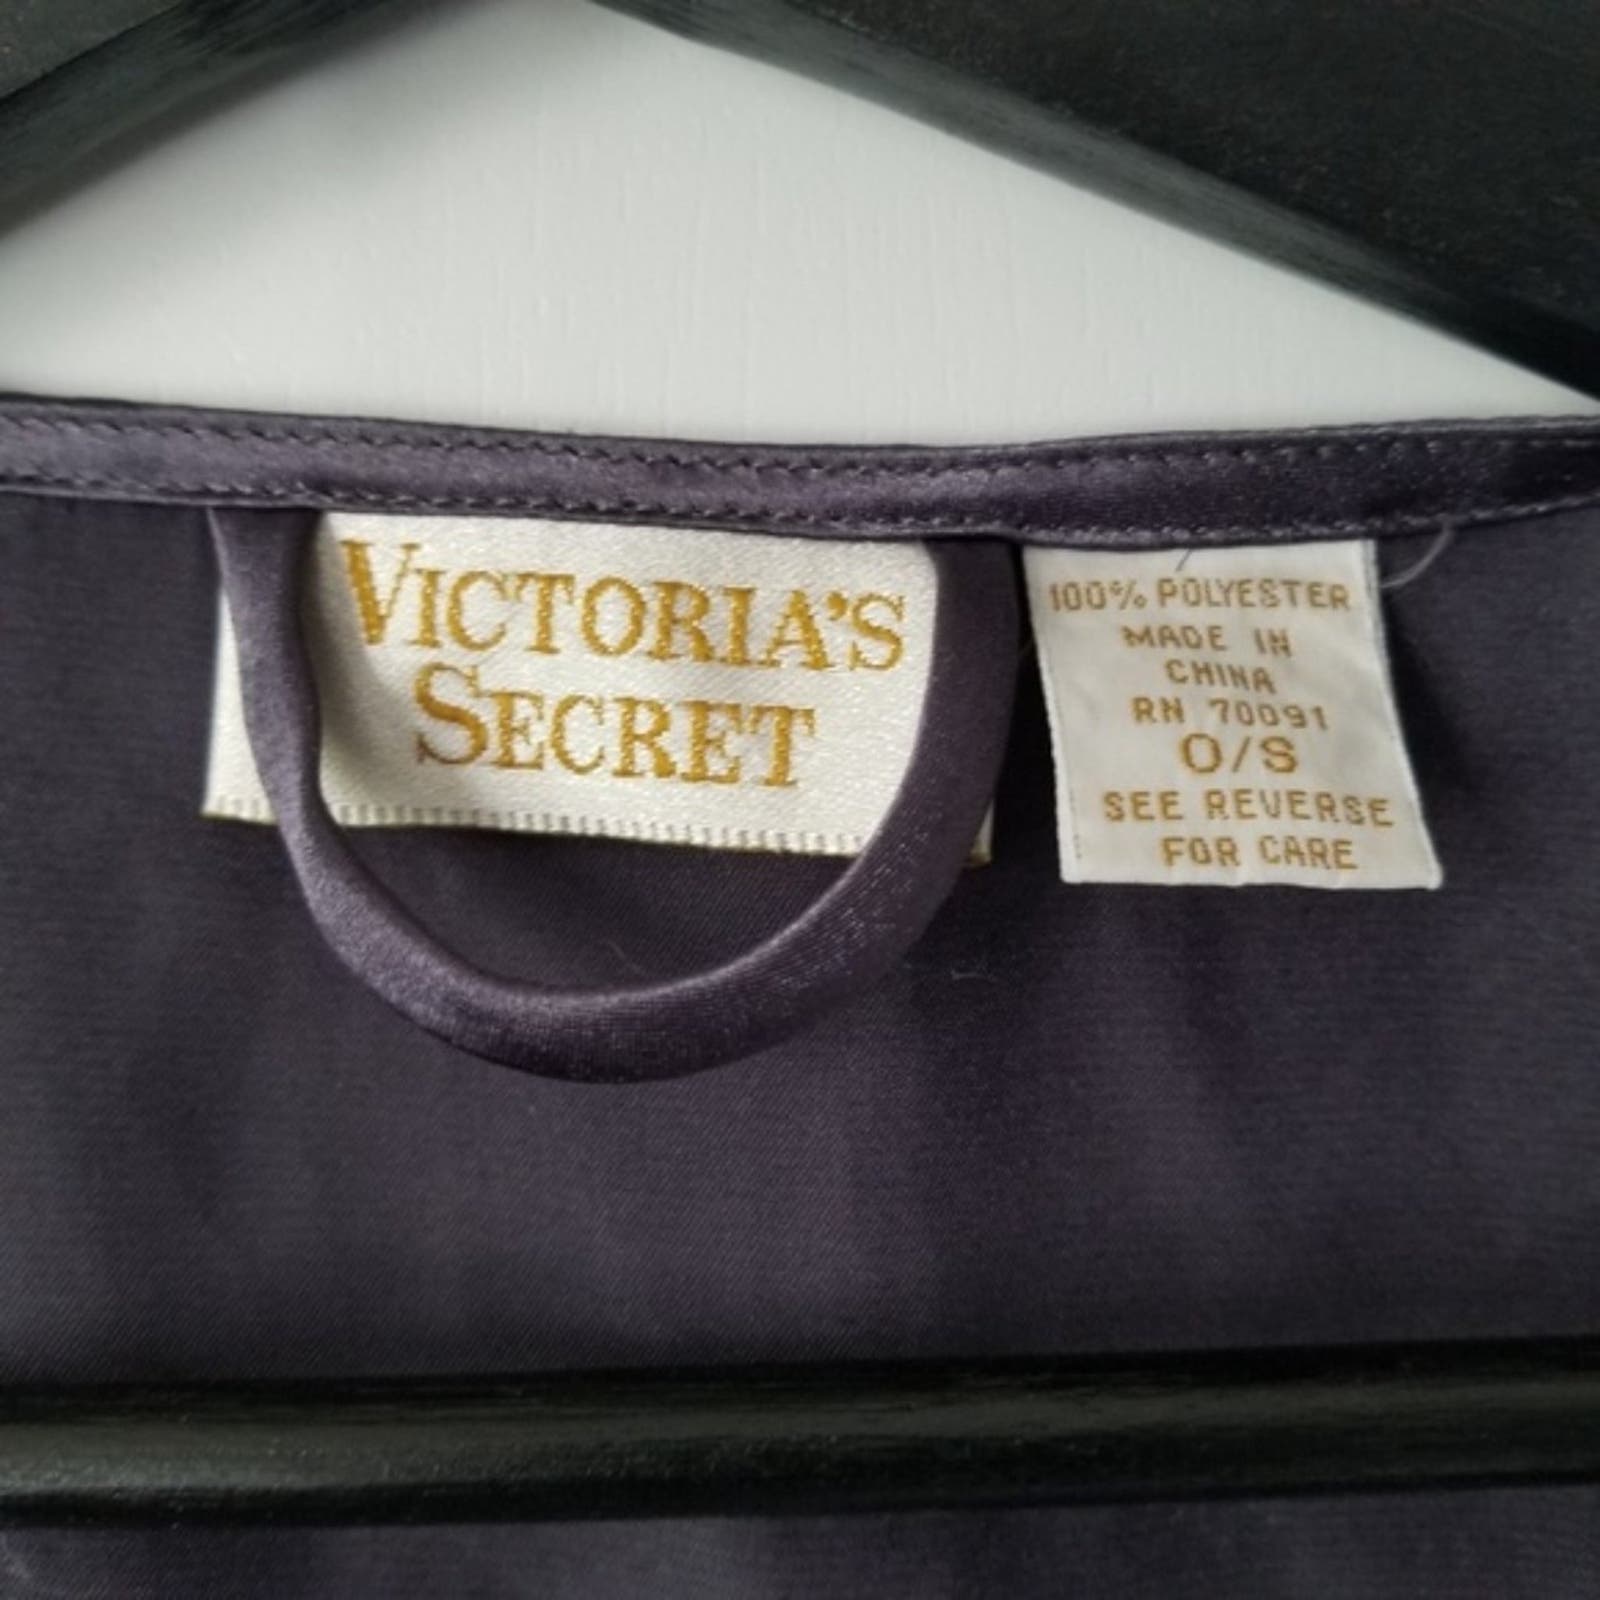 VICTORIA'S
SECRET
100% POLYESTER
MADE IN
CHINA
RN 70091
O/S
SEE REVERSE
FOR CARE